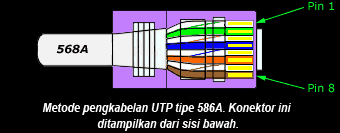 Pin 1
568A
Pin 8
Metode pengkabelan UTP tipe 586A. Konektor ini
ditampilkan dari sisi bawah.